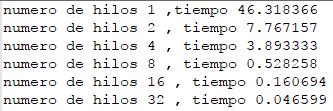 numero de hilos 1 ,tiempo 46.318366
numero de hilos 2 , tiempo 7.767157
numero de hilos 4 , tiempo 3.893333
numero de hilos 8 , tiempo 0.528258
numero de hilos 16 , tiempo 0.160694
numero de hilos 32 , tiempo 0.046595